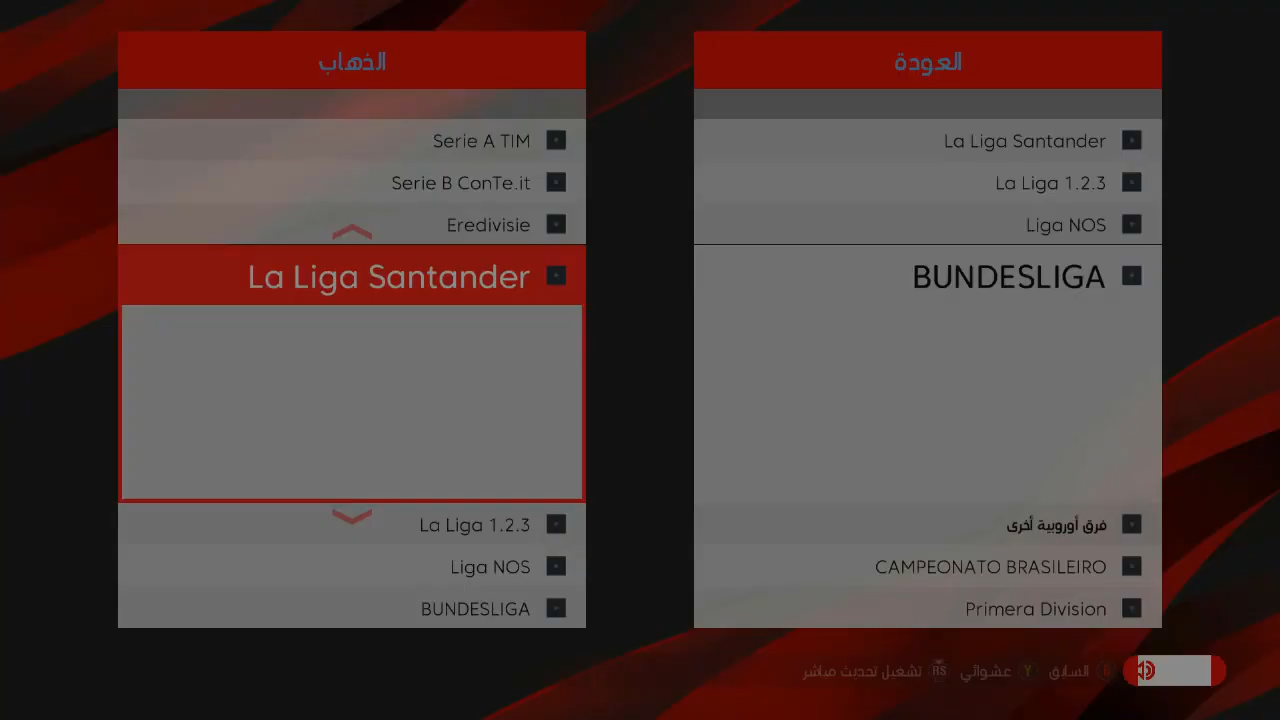 الذهاب
Serie A TIM
Serie B ConTe.it
Eredivisie
La Liga Santander
La Liga 1.2.3
Liga NOS
BUNDESLIGA
العودة
La Liga Santander
La Liga 1.2.3
Liga NOS
BUNDESLIGA
فرق أوروبية أخرى
CAMPEONATO BRASILEIRO
Primera Division
السابق B عشوائي Y تشغيل تحديث مباشر RS